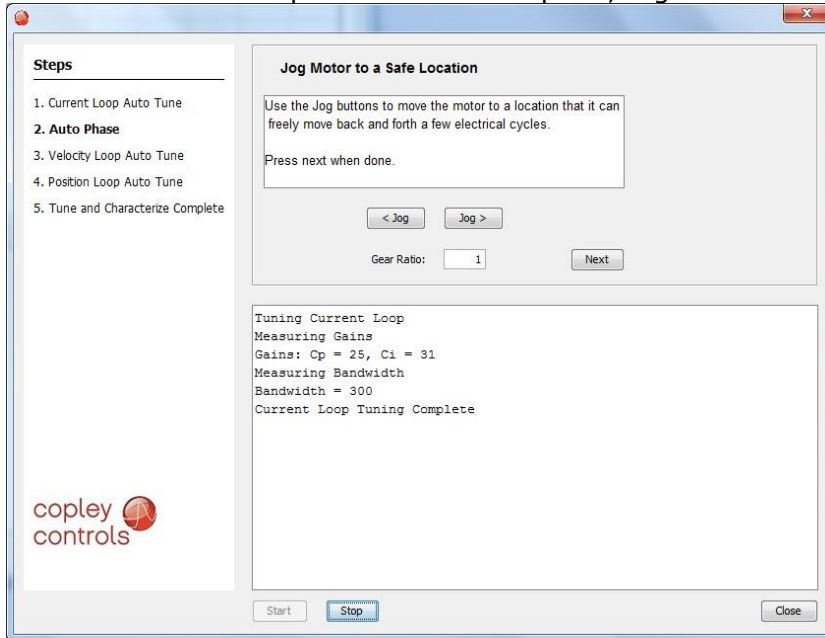 Steps
1. Current Loop Auto Tune
2. Auto Phase
3. Velocity Loop Auto Tune
4. Position Loop Auto Tune
5. Tune and Characterize Complete
copley
controls
Jog Motor to a Safe Location
Use the Jog buttons to move the motor to a location that it can
freely move back and forth a few electrical cycles.
Press next when done.
< Jog
Jog >
Gear Ratio:
1
Next
Tuning Current Loop
Measuring Gains
Gains: Cp = 25, Ci = 31
Measuring Bandwidth
Bandwidth = 300
Current Loop Tuning Complete
Start
Stop
Close